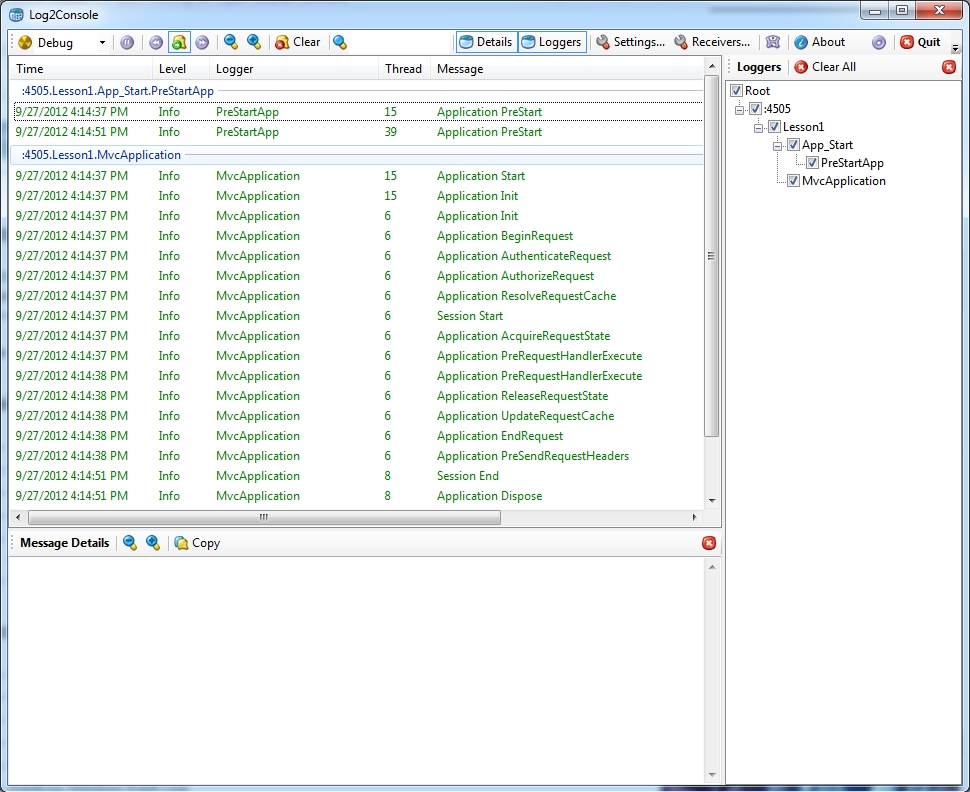 Log2Console
Debug Clear Details Loggers Settings... Receivers... About Quit
Time Level Logger Thread Message
:4505.Lesson1.App_Start.PreStartApp
9/27/2012 4:14:37 PM Info PreStartApp 15 Application PreStart
9/27/2012 4:14:51 PM Info PreStartApp 39 Application PreStart
:4505.Lesson1.MvcApplication
9/27/2012 4:14:37 PM Info MvcApplication 15 Application Start
9/27/2012 4:14:37 PM Info MvcApplication 15 Application Init
9/27/2012 4:14:37 PM Info MvcApplication 6 Application Init
9/27/2012 4:14:37 PM Info MvcApplication 6 Application BeginRequest
9/27/2012 4:14:37 PM Info MvcApplication 6 Application AuthenticateRequest
9/27/2012 4:14:37 PM Info MvcApplication 6 Application AuthorizeRequest
9/27/2012 4:14:37 PM Info MvcApplication 6 Application ResolveRequestCache
9/27/2012 4:14:37 PM Info MvcApplication 6 Session Start
9/27/2012 4:14:37 PM Info MvcApplication 6 Application AcquireRequestState
9/27/2012 4:14:37 PM Info MvcApplication 6 Application PreRequestHandlerExecute
9/27/2012 4:14:38 PM Info MvcApplication 6 Application PreRequestHandlerExecute
9/27/2012 4:14:38 PM Info MvcApplication 6 Application ReleaseRequestState
9/27/2012 4:14:38 PM Info MvcApplication 6 Application UpdateRequestCache
9/27/2012 4:14:38 PM Info MvcApplication 6 Application EndRequest
9/27/2012 4:14:38 PM Info MvcApplication 6 Application PreSendRequestHeaders
9/27/2012 4:14:51 PM Info MvcApplication 8 Session End
9/27/2012 4:14:51 PM Info MvcApplication 8 Application Dispose
Message Details Copy
Loggers Clear All
Root
:4505
Lesson1
App_Start
PreStartApp
MvcApplication